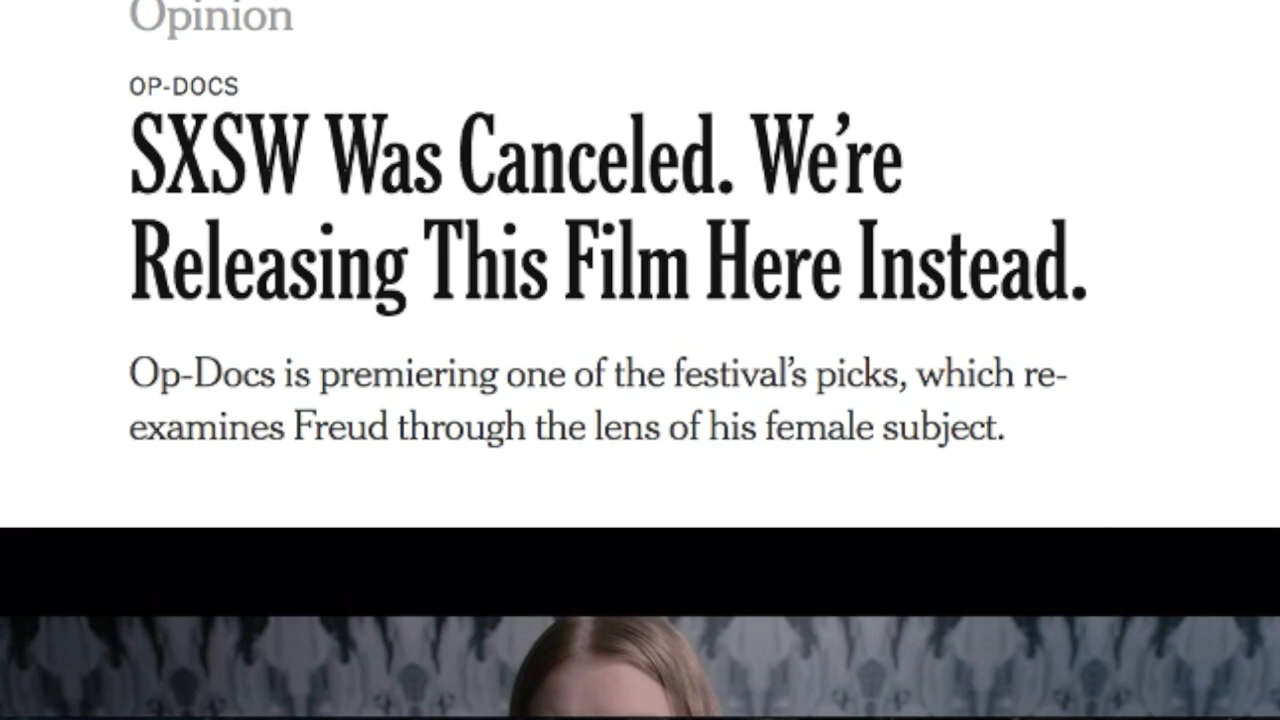 Opinion
OP-DOCS
SXSW Was Canceled. We’re
Releasing This Film Here Instead.
Op-Docs is premiering one of the festival’s picks, which re-
examines Freud through the lens of his female subject.